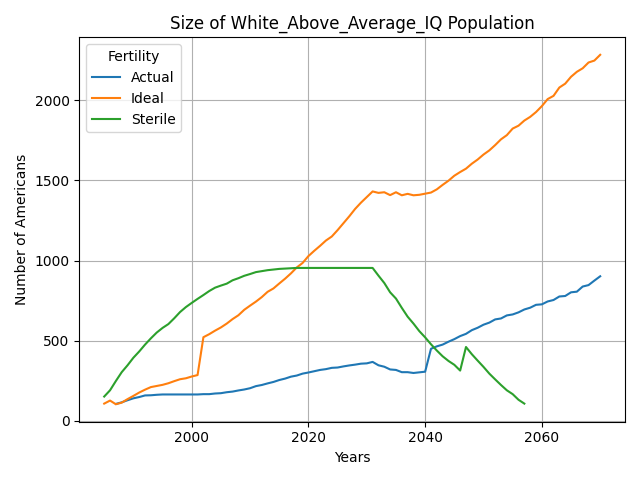 Size of White_Above_Average_IQ Population
Fertility
Actual
Ideal
Sterile
Number of Americans
2000
1500
1000
500
0
2000
2020
2040
2060
Years